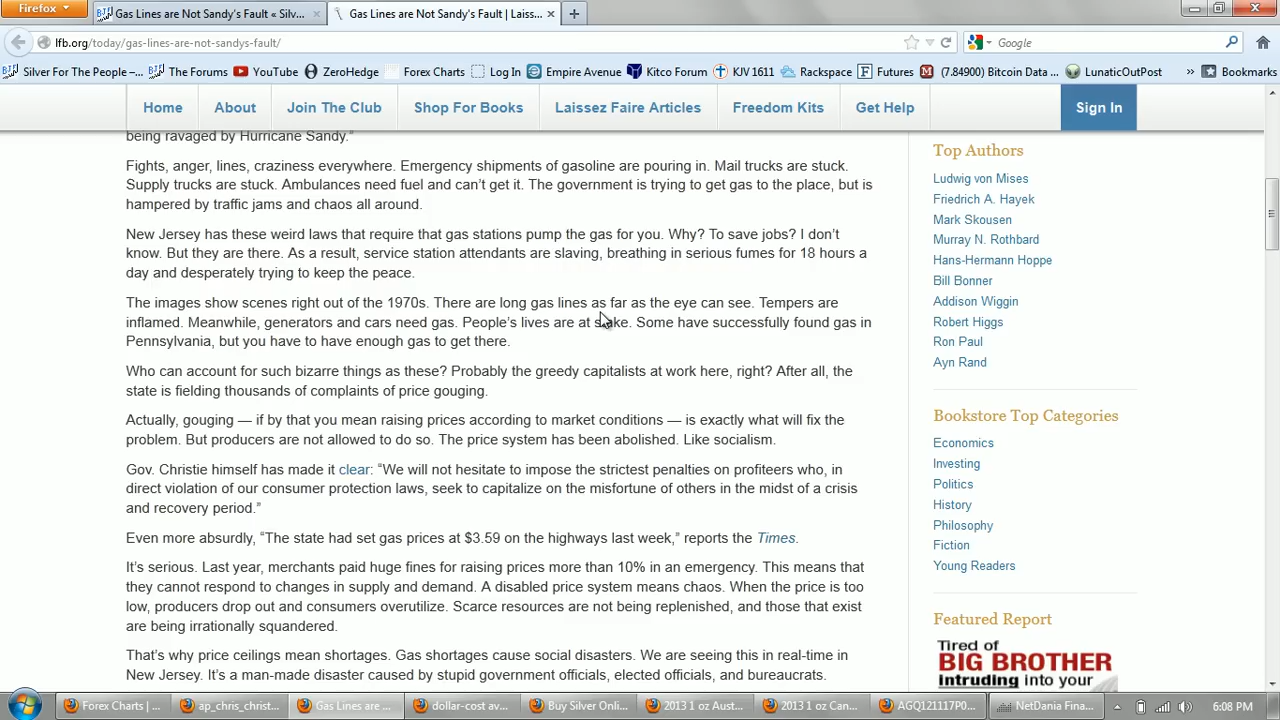 Firefox
Gas Lines are Not Sandy's Fault « Silv...
Gas Lines are Not Sandy's Fault | Laiss...
lfb.org/today/gas-lines-are-not-sandys-fault/
Google
Silver For The People –...
The Forums
YouTube
ZeroHedge
Forex Charts
Log In
Empire Avenue
Kitco Forum
KJV 1611
Rackspace
Futures
(7.84900) Bitcoin Data ...
LunaticOutPost
»
Bookmarks
Home
About
Join The Club
Shop For Books
Laissez Faire Articles
Freedom Kits
Get Help
Sign In
being ravaged by Hurricane Sandy.”
Fights, anger, lines, craziness everywhere. Emergency shipments of gasoline are pouring in. Mail trucks are stuck.
Supply trucks are stuck. Ambulances need fuel and can’t get it. The government is trying to get gas to the place, but is
hampered by traffic jams and chaos all around.
New Jersey has these weird laws that require that gas stations pump the gas for you. Why? To save jobs? I don’t
know. But they are there. As a result, service station attendants are slaving, breathing in serious fumes for 18 hours a
day and desperately trying to keep the peace.
The images show scenes right out of the 1970s. There are long gas lines as far as the eye can see. Tempers are
inflamed. Meanwhile, generators and cars need gas. People’s lives are at stake. Some have successfully found gas in
Pennsylvania, but you have to have enough gas to get there.
Who can account for such bizarre things as these? Probably the greedy capitalists at work here, right? After all, the
state is fielding thousands of complaints of price gouging.
Actually, gouging — if by that you mean raising prices according to market conditions — is exactly what will fix the
problem. But producers are not allowed to do so. The price system has been abolished. Like socialism.
Gov. Christie himself has made it clear: “We will not hesitate to impose the strictest penalties on profiteers who, in
direct violation of our consumer protection laws, seek to capitalize on the misfortune of others in the midst of a crisis
and recovery period.”
Even more absurdly, “The state had set gas prices at $3.59 on the highways last week,” reports the Times.
It’s serious. Last year, merchants paid huge fines for raising prices more than 10% in an emergency. This means that
they cannot respond to changes in supply and demand. A disabled price system means chaos. When the price is too
low, producers drop out and consumers overutilize. Scarce resources are not being replenished, and those that exist
are being irrationally squandered.
That’s why price ceilings mean shortages. Gas shortages cause social disasters. We are seeing this in real-time in
New Jersey. It’s a man-made disaster caused by stupid government officials, elected officials, and bureaucrats.
Top Authors
Ludwig von Mises
Friedrich A. Hayek
Mark Skousen
Murray N. Rothbard
Hans-Hermann Hoppe
Bill Bonner
Addison Wiggin
Robert Higgs
Ron Paul
Ayn Rand
Bookstore Top Categories
Economics
Investing
Politics
History
Philosophy
Fiction
Young Readers
Featured Report
Tired of
BIG BROTHER
intruding into your
Forex Charts | ...
ap_chris_christ...
Gas Lines are ...
dollar-cost av...
Buy Silver Onli...
2013 1 oz Aust...
2013 1 oz Can...
AGQ121117P0...
NetDania Fina...
6:08 PM